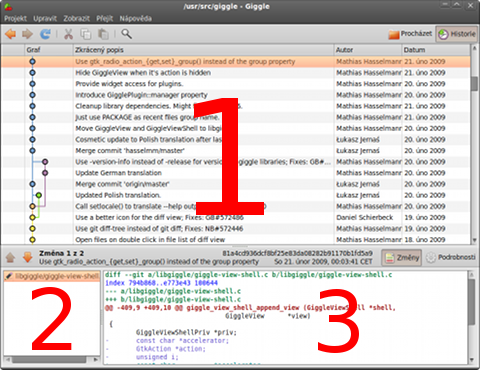 /usr/src/giggle - Giggle
Projekt Upravit Zobrazit Přejít Nápověda
Procházet Historie
Graf Zkrácený popis Autor Datum
Use gtk_radio_action_{get,set}_group() instead of the group property Mathias Hasselmann 21. úno 2009
Hide GiggleView when it's action is hidden Mathias Hasselmann 21. úno 2009
Provide widget access for plugins. Mathias Hasselmann 21. úno 2009
Introduce GigglePlugin::manager property Mathias Hasselmann 21. úno 2009
Cleanup library dependencies. Might Mathias Hasselmann 21. úno 2009
Just use PACKAGE as recent files group name. Mathias Hasselmann 21. úno 2009
Move GiggleView and GiggleViewShell to libgi Mathias Hasselmann 21. úno 2009
Cosmetic update to Polish translation after las Łukasz Jernaś 20. úno 2009
Merge commit 'hasselmm/master' Łukasz Jernaś 20. úno 2009
Use -version-info instead of -release for version giggle libraries; Fixes: GB#... Mathias Hasselmann 20. úno 2009
Update German translation Mathias Hasselmann 20. úno 2009
Merge commit 'origin/master' Łukasz Jernaś 20. úno 2009
Updated Polish translation. Łukasz Jernaś 20. úno 2009
Call setlocale() to translate --help outp Mathias Hasselmann 20. úno 2009
Use a better icon for the diff view; Fixes: GB#572486 Daniel Schierbeck 19. úno 2009
Use git diff-tree instead of git diff; Fixes: GB#572446 Mathias Hasselmann 19. úno 2009
Open files on double click in file list of diff view Mathias Hasselmann 19. úno 2009
1
Změna 1 z 2 81a4cd936dcf8bf25e83da08282b91170b1fd5a9
Use gtk_radio_action_{get,set}_group() instead of the group property So 21. únor 2009, 00:03:41 CET
Změny Podrobnosti
libgiggle/giggle-view-shell
2
diff --git a/libgiggle/giggle-view-shell.c b/libgiggle/giggle-view-shell.c
index 794b868..e773e43 100644
--- a/libgiggle/giggle-view-shell.c
+++ b/libgiggle/giggle-view-shell.c
@@ -409,9 +409,10 @@ giggle_view_shell_append_view (GiggleViewShell *shell,
GiggleView *view)
{
GiggleViewShellPriv *priv;
- const char *accelerator;
- GtkAction *action;
- unsigned i;
3